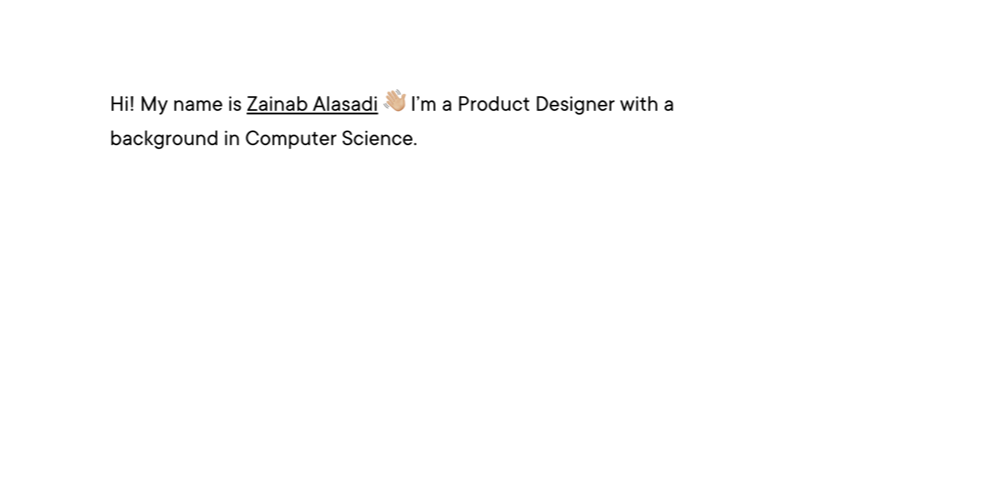 Hi! My name is Zainab Alasadi 👋🏼 I’m a Product Designer with a
background in Computer Science.